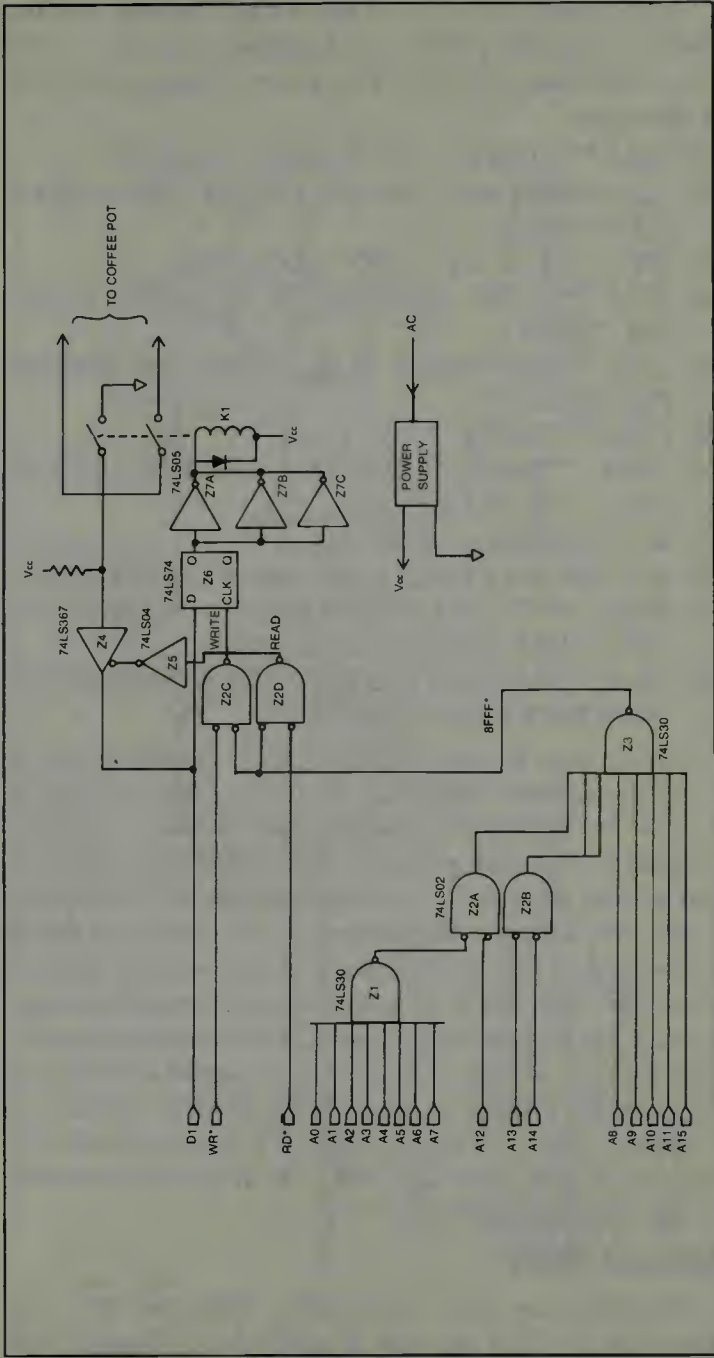 TO COFFEE POT
Vcc
74LS367
Z4
74LS04
Z5
74LS74
D
Q
Z6
CLK
Q
WRITE
READ
Z2C
Z2D
74LS05
Z7A
Z7B
Z7C
K1
Vcc
AC
POWER
SUPPLY
Vcc
8FFF*
Z3
74LS30
74LS02
Z2A
Z2B
74LS30
Z1
D1
WR*
RD*
A0
A1
A2
A3
A4
A5
A6
A7
A12
A13
A14
A8
A9
A10
A11
A15